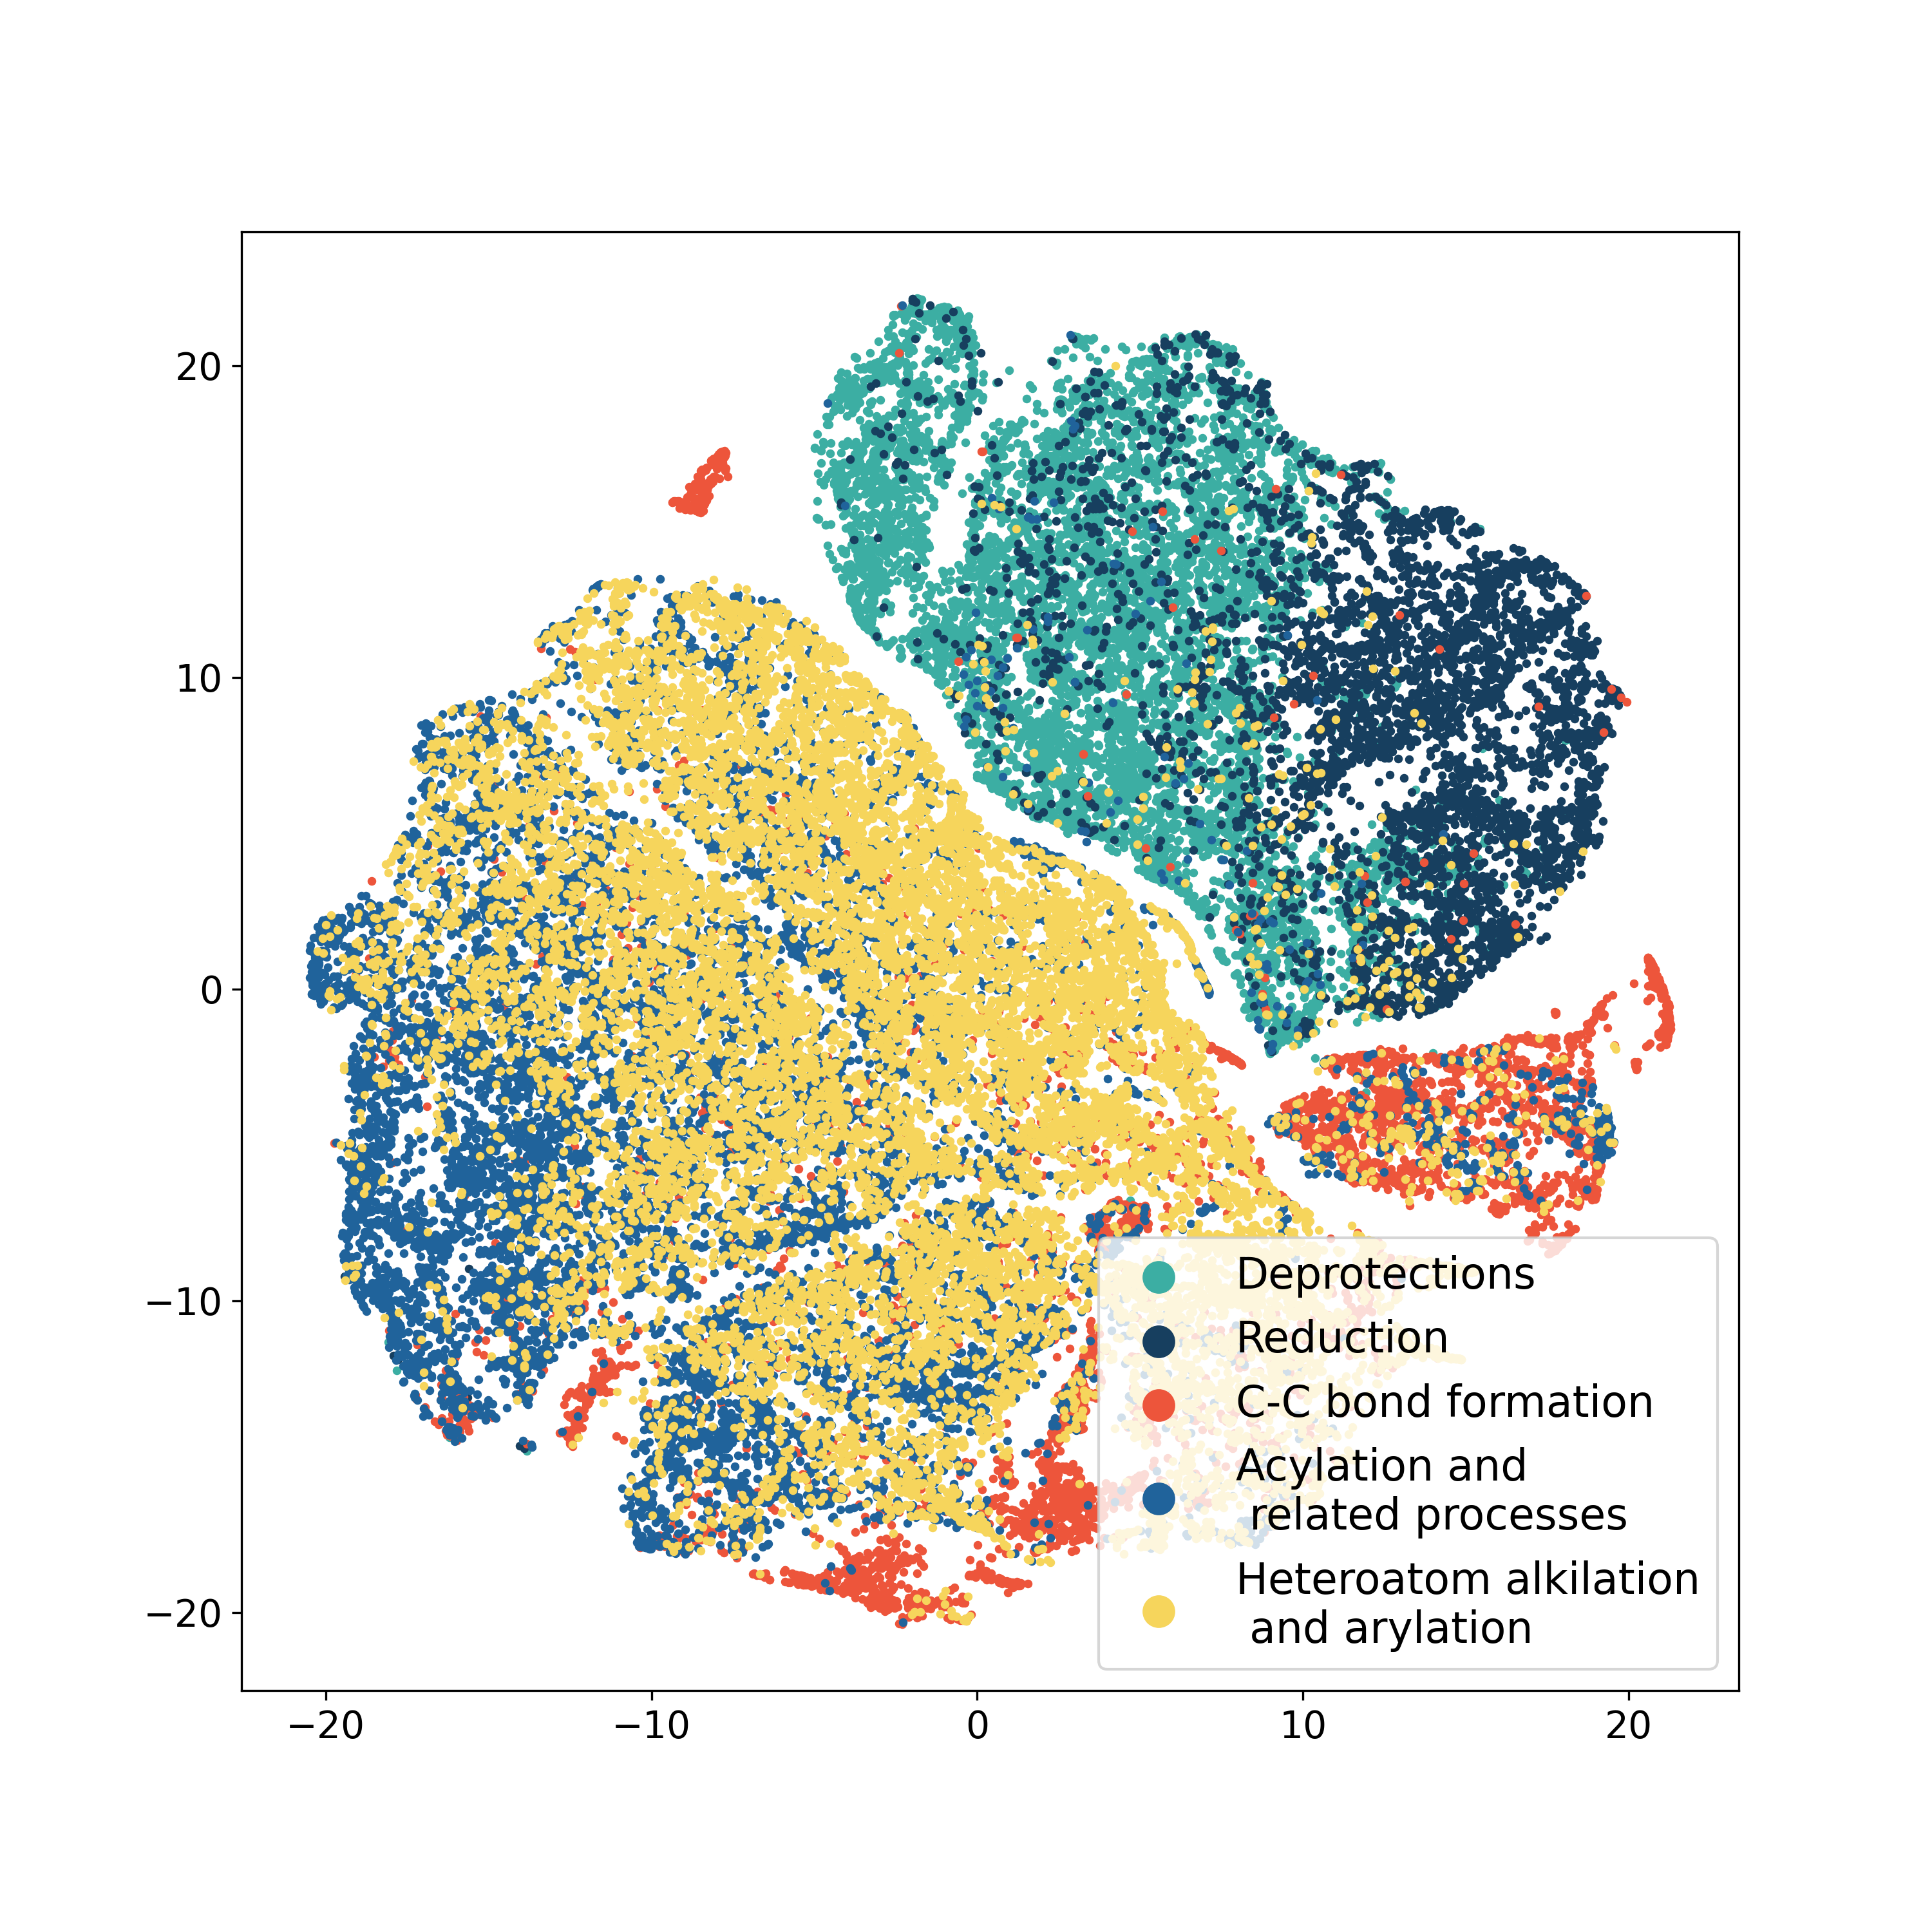 20
10
0
−10
−20
−20
−10
0
10
20
Deprotections
Reduction
C-C bond formation
Acylation and
related processes
Heteroatom alkilation
and arylation